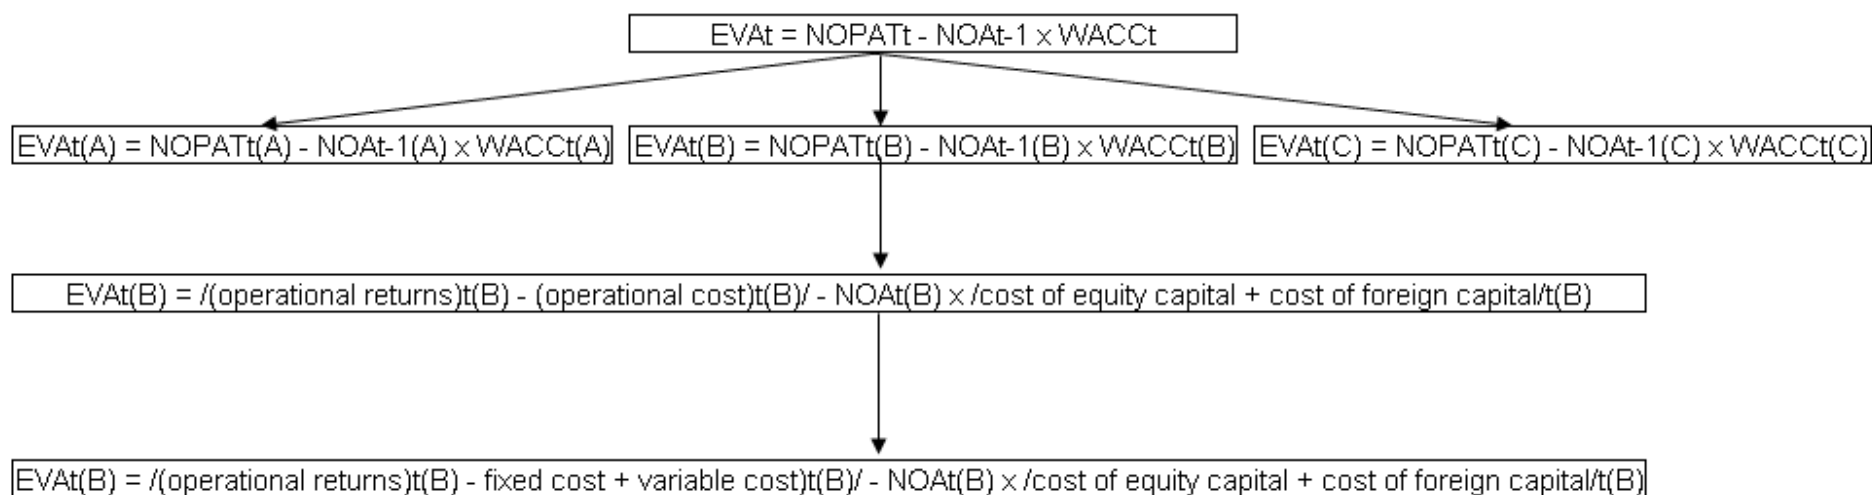 EVAt = NOPATt - NOAt-1 x WACCt
EVAt(A) = NOPATt(A) - NOAt-1(A) x WACCt(A)
EVAt(B) = NOPATt(B) - NOAt-1(B) x WACCt(B)
EVAt(C) = NOPATt(C) - NOAt-1(C) x WACCt(C)
EVAt(B) = /(operational returns)t(B) - (operational cost)t(B)/ - NOAt(B) x /cost of equity capital + cost of foreign capital/t(B)
EVAt(B) = /(operational returns)t(B) - fixed cost + variable cost)t(B)/ - NOAt(B) x /cost of equity capital + cost of foreign capital/t(B)